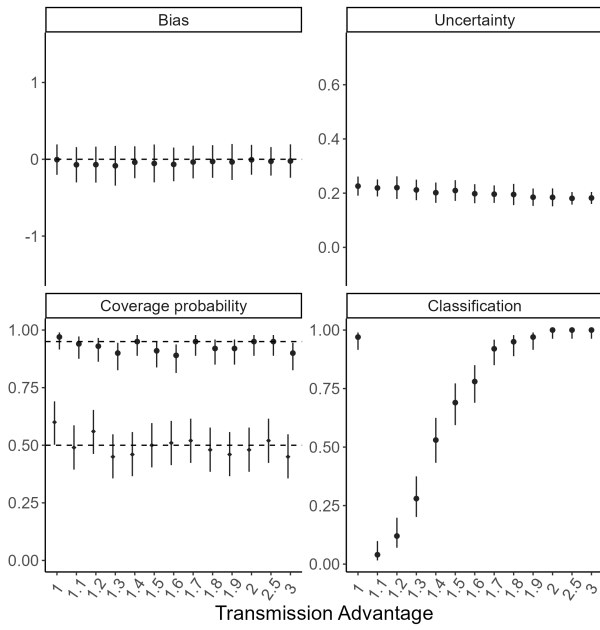 Bias
Uncertainty
1
0
-1
0.6
0.4
0.2
0.0
Coverage probability
Classification
1.00
0.75
0.50
0.25
0.00
1.00
0.75
0.50
0.25
0.00
1 1.1 1.2 1.3 1.4 1.5 1.6 1.7 1.8 1.9 2 2.5 3
1 1.1 1.2 1.3 1.4 1.5 1.6 1.7 1.8 1.9 2 2.5 3
Transmission Advantage